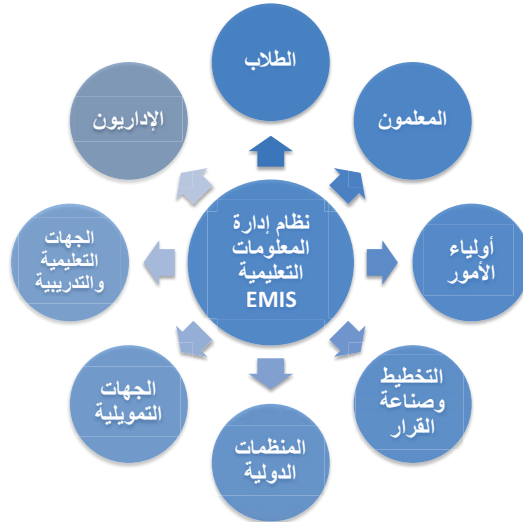 الطلاب
المعلمون
أولياء
الأمور
التخطيط
وصناعة
القرار
المنظمات
الدولية
الجهات
التمويلية
الجهات
التعليمية
والتدريبية
الإداريون
نظام إدارة
المعلومات
التعليمية
EMIS